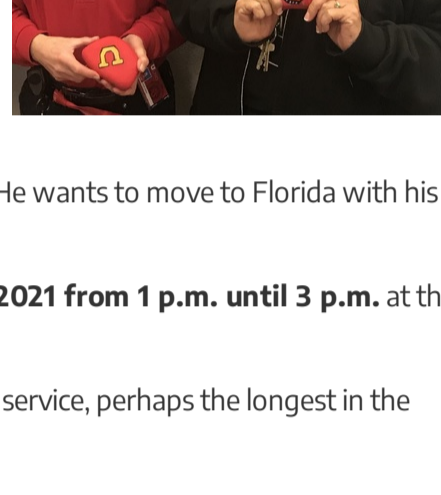 Ω
He wants to move to Florida with his
2021 from 1 p.m. until 3 p.m. at th
service, perhaps the longest in the